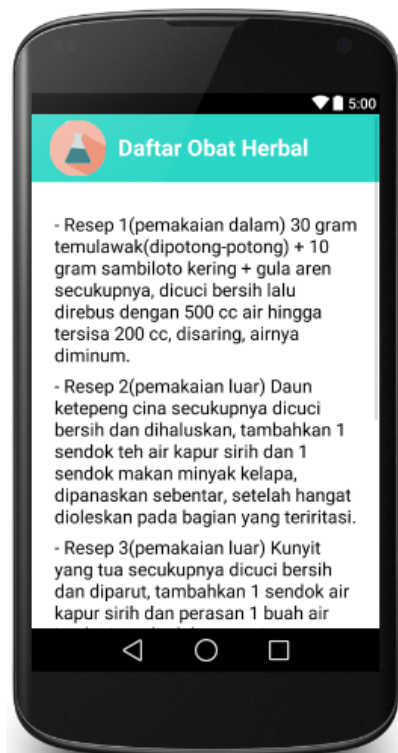 5:00
Daftar Obat Herbal
- Resep 1(pemakaian dalam) 30 gram
temulawak(dipotong-potong) + 10
gram sambiloto kering + gula aren
secukupnya, dicuci bersih lalu
direbus dengan 500 cc air hingga
tersisa 200 cc, disaring, airnya
diminum.
- Resep 2(pemakaian luar) Daun
ketepeng cina secukupnya dicuci
bersih dan dihaluskan, tambahkan 1
sendok teh air kapur sirih dan 1
sendok makan minyak kelapa,
dipanaskan sebentar, setelah hangat
dioleskan pada bagian yang teriritasi.
- Resep 3(pemakaian luar) Kunyit
yang tua secukupnya dicuci bersih
dan diparut, tambahkan 1 sendok air
kapur sirih dan perasan 1 buah air